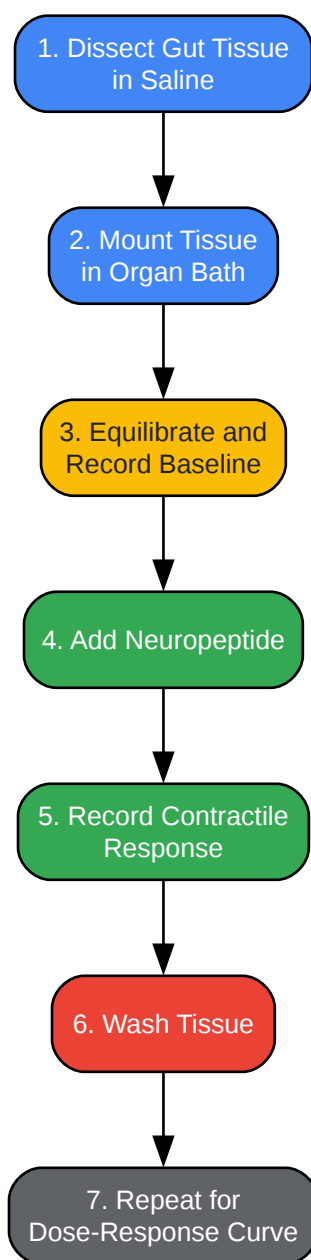 1. Dissect Gut Tissue
in Saline
2. Mount Tissue
in Organ Bath
3. Equilibrate and
Record Baseline
4. Add Neuropeptide
5. Record Contractile
Response
6. Wash Tissue
7. Repeat for
Dose-Response Curve